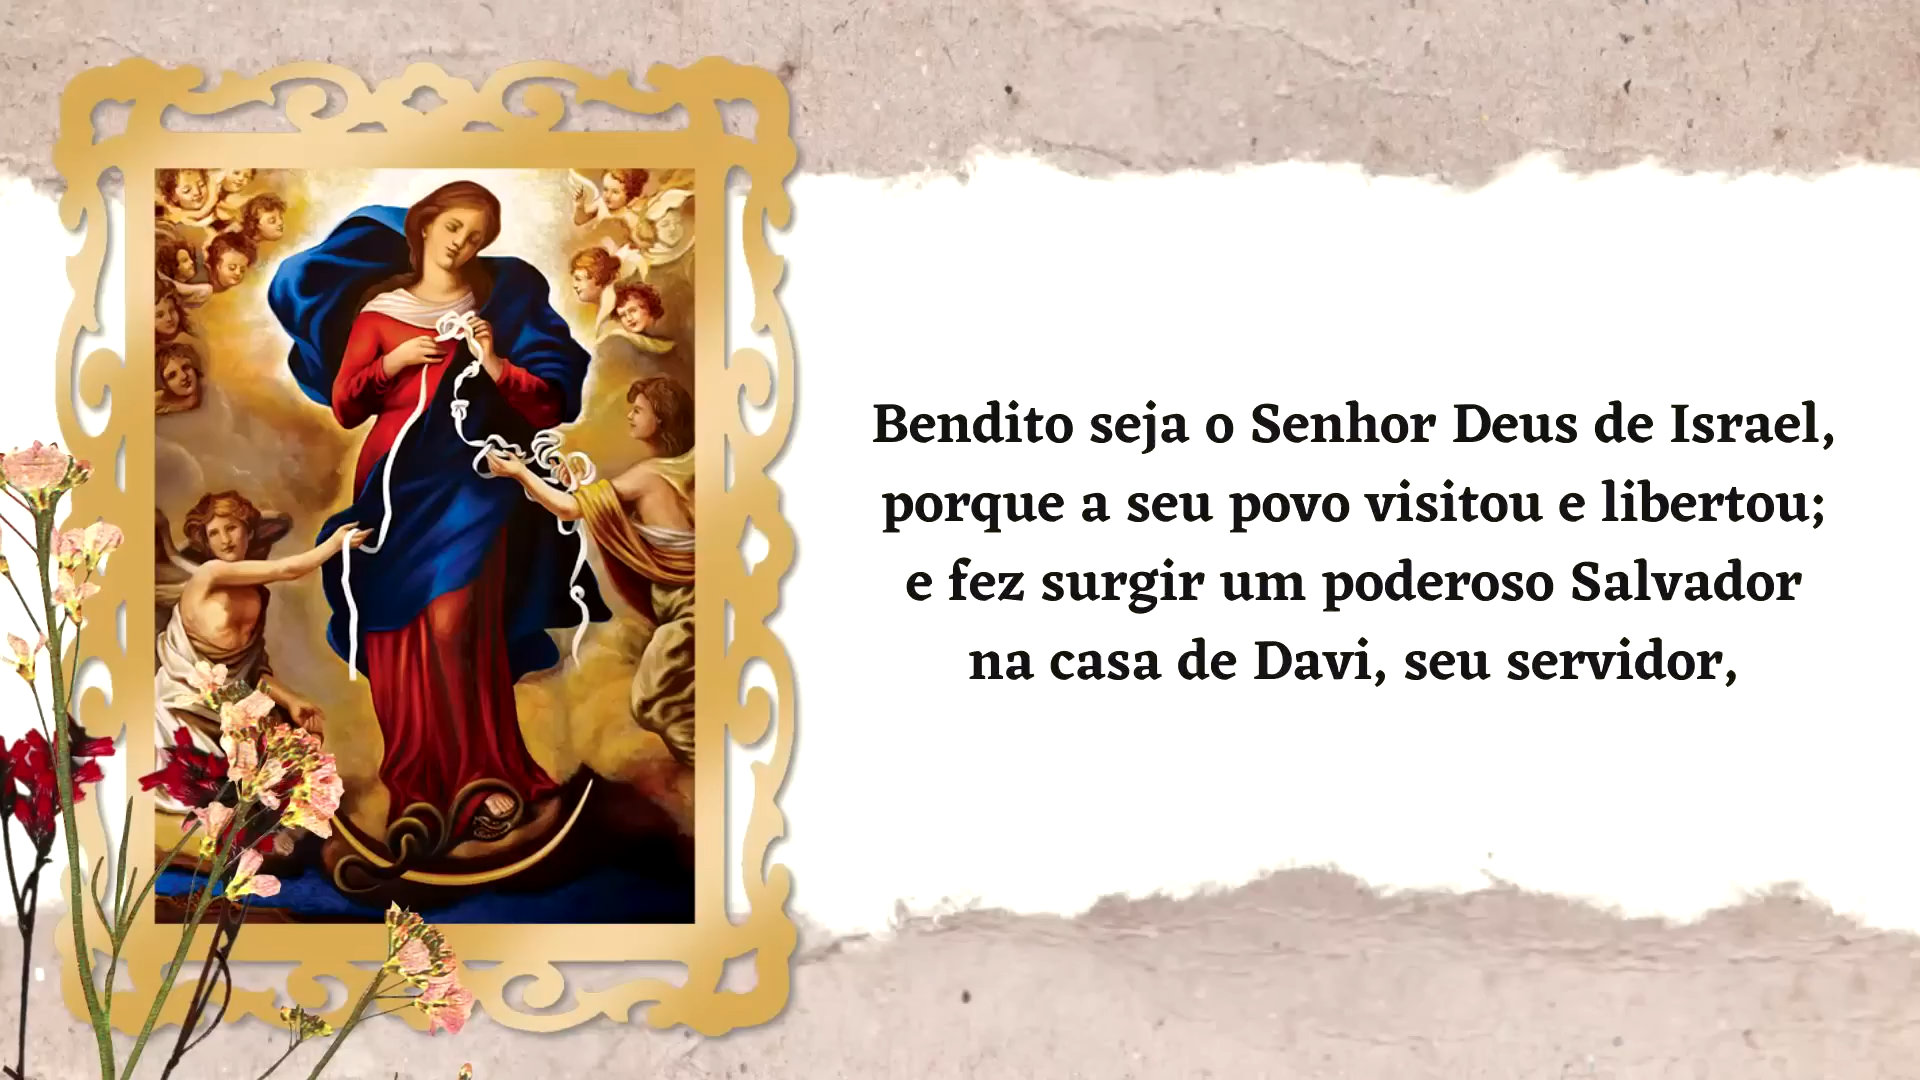 Bendito seja o Senhor Deus de Israel,
porque a seu povo visitou e libertou;
e fez surgir um poderoso Salvador
na casa de Davi, seu servidor,